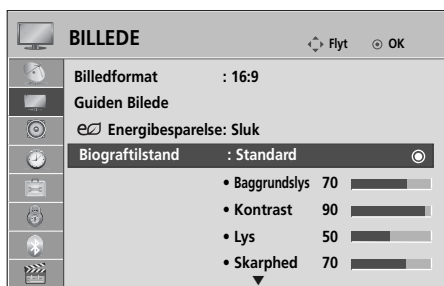 BILLEDE Flyt OK
Billedformat : 16:9
Guiden Bilede
Energibesparelse: Sluk
Biograftilstand : Standard
• Baggrundslys 70
• Kontrast 90
• Lys 50
• Skarphed 70